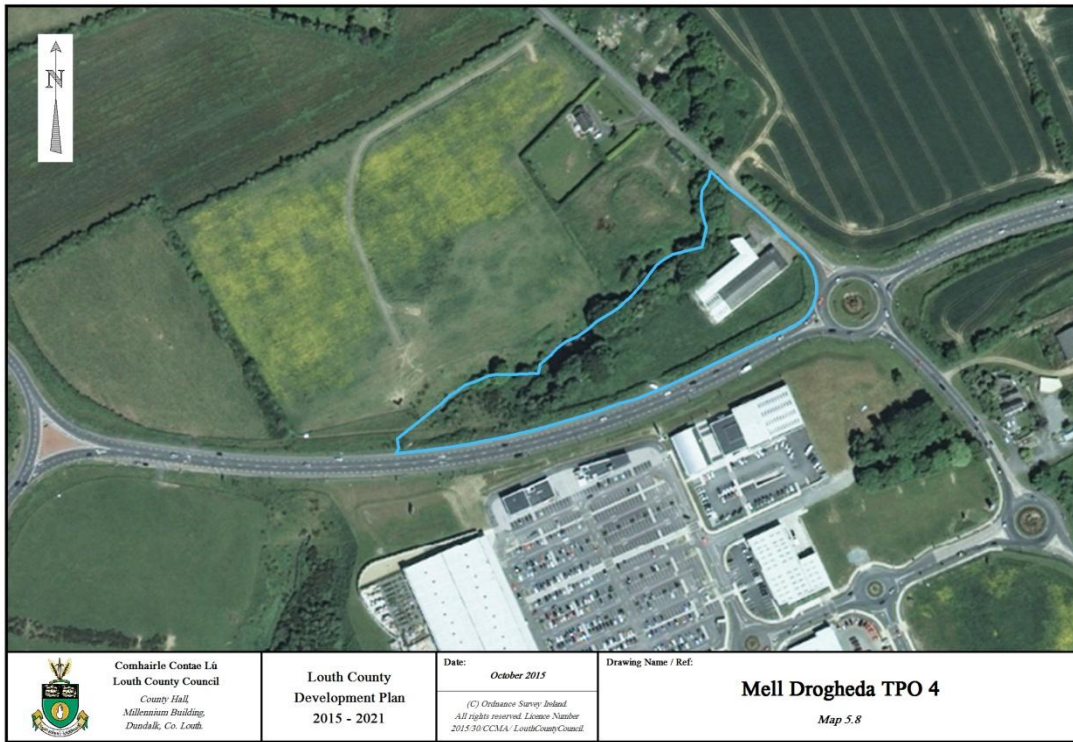 N
Comhairle Contae Lú
Louth County Council
County Hall,
Millennium Building,
Dundalk, Co. Louth.
Louth County
Development Plan
2015 - 2021
Date:
October 2015
(C) Ordnance Survey Ireland.
All rights reserved. Licence Number
2015/30/CCMA/ LouthCountyCouncil.
Drawing Name / Ref:
Mell Drogheda TPO 4
Map 5.8